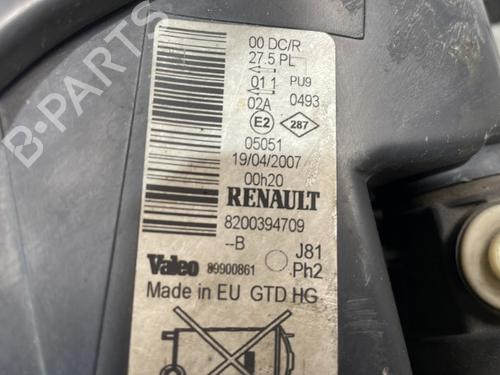 B-PARTS
00 DC/R
27.5 PL
01 1 PU9
02A 0493
E2 287
05051
19/04/2007
00h20
RENAULT
8200394709
--B
J81
Valeo 89900861 .Ph2
Made in EU GTD HG